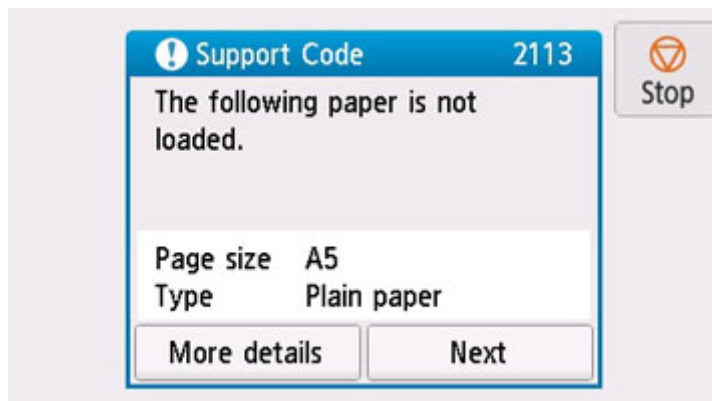 Support Code 2113
Stop
The following paper is not
loaded.
Page size A5
Type Plain paper
More details Next